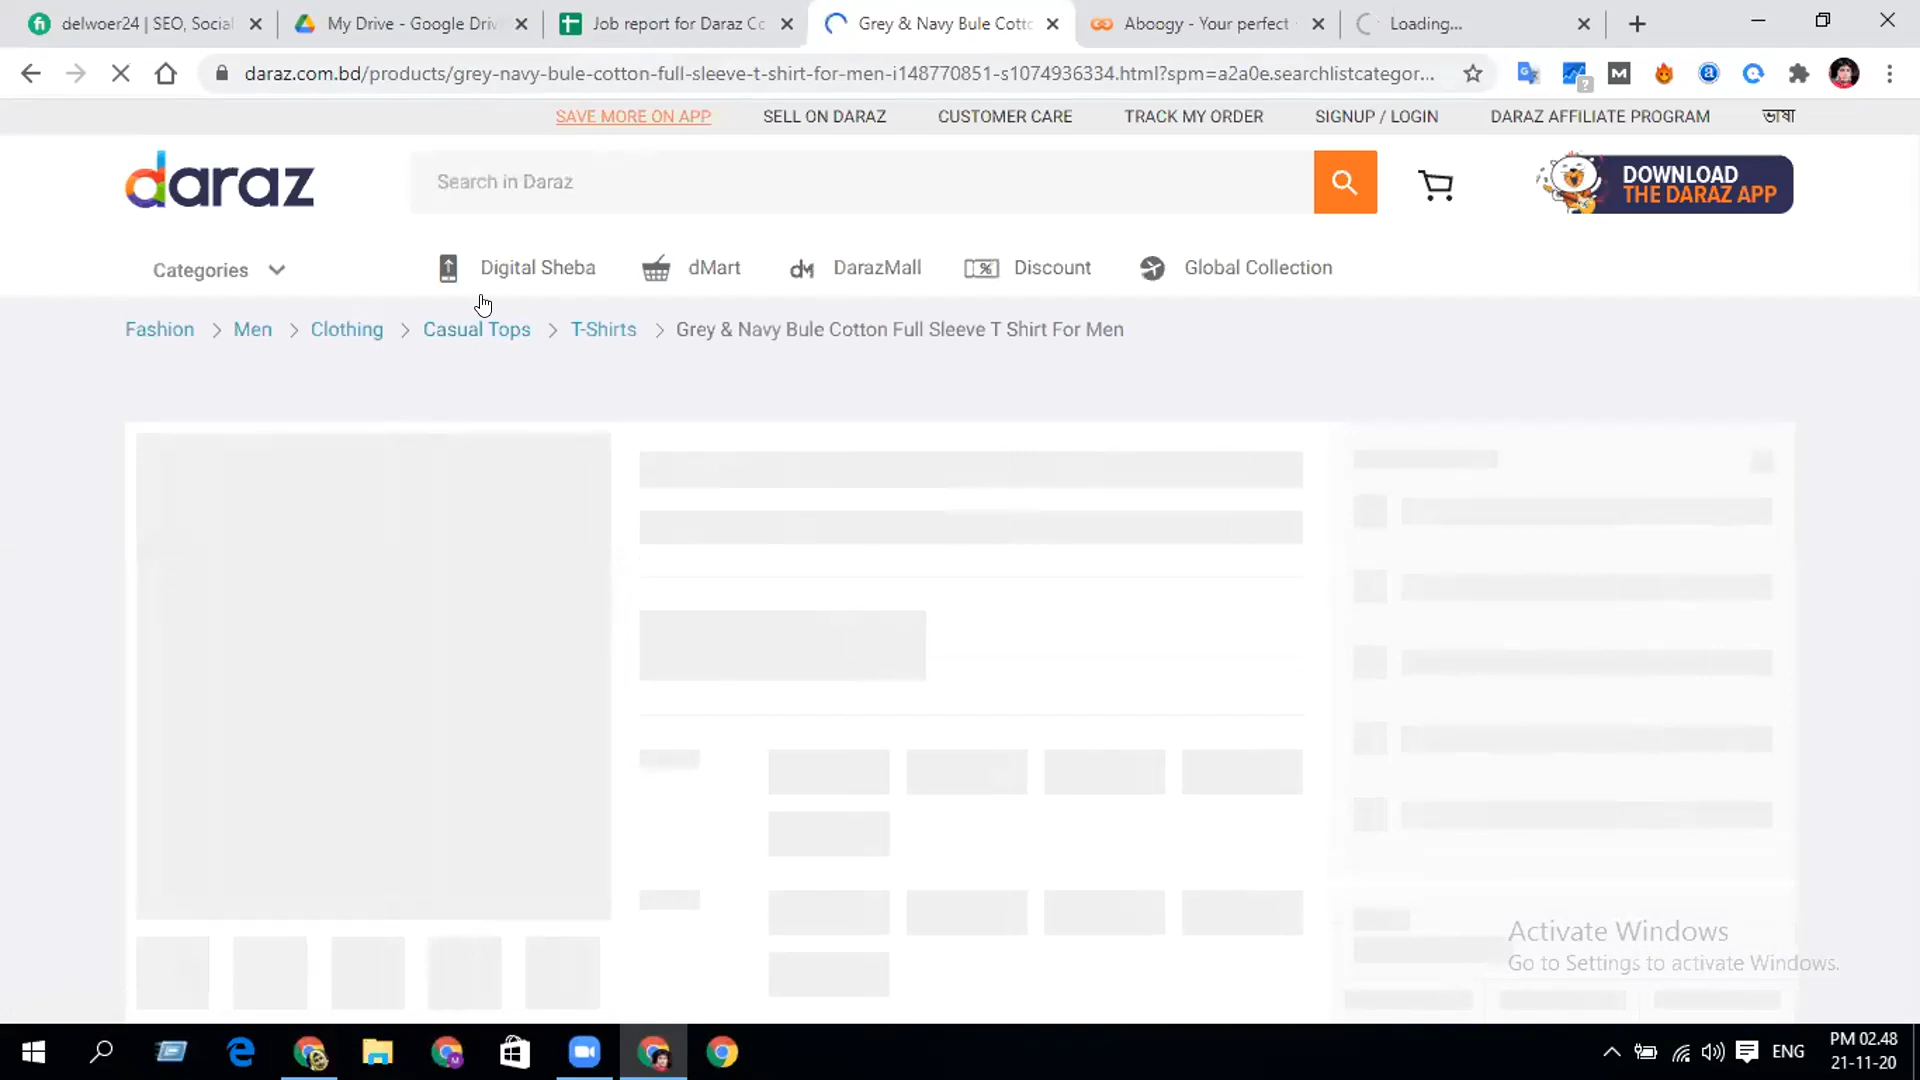 delwoer24 | SEO, Social
My Drive - Google Driv
Job report for Daraz Co
Grey & Navy Bule Cotto
Aboogy - Your perfect
Loading...
daraz.com.bd/products/grey-navy-bule-cotton-full-sleeve-t-shirt-for-men-i148770851-s1074936334.html?spm=a2a0e.searchlistcategor...
SAVE MORE ON APP
SELL ON DARAZ
CUSTOMER CARE
TRACK MY ORDER
SIGNUP / LOGIN
DARAZ AFFILIATE PROGRAM
ভাষা
daraz
Search in Daraz
DOWNLOAD
THE DARAZ APP
Categories
Digital Sheba
dMart
DarazMall
Discount
Global Collection
Fashion > Men > Clothing > Casual Tops > T-Shirts > Grey & Navy Bule Cotton Full Sleeve T Shirt For Men
Activate Windows
Go to Settings to activate Windows.
ENG
PM 02.48
21-11-20